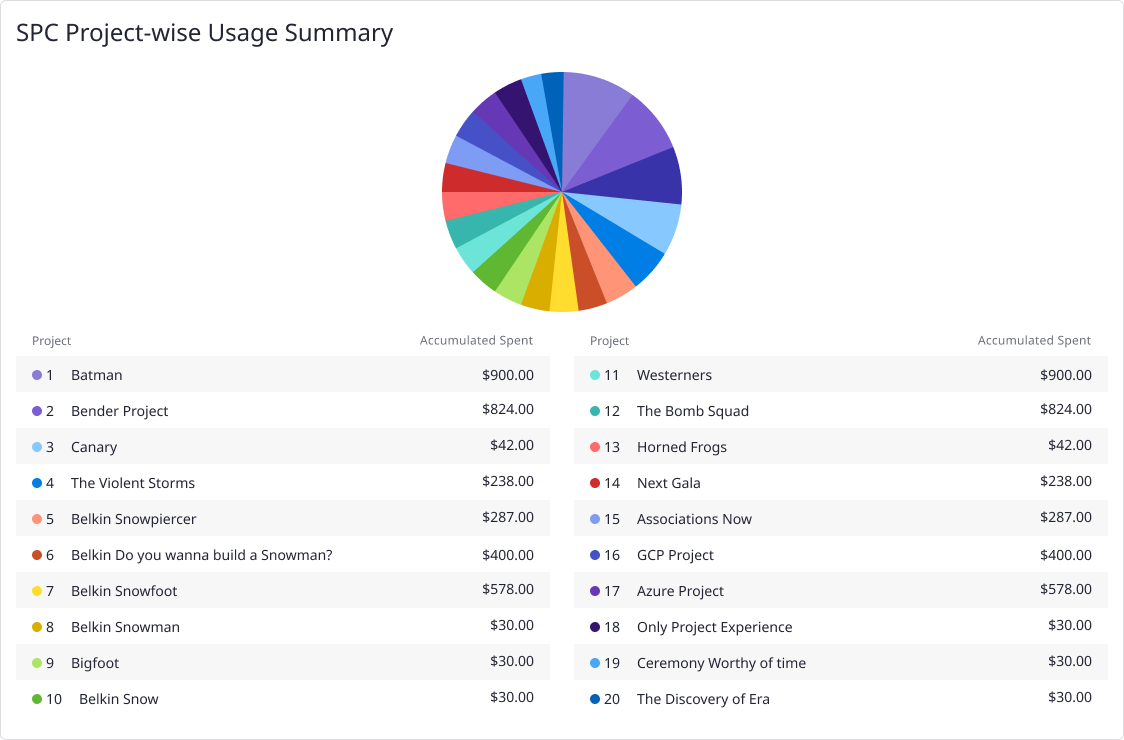 SPC Project-wise Usage Summary
Project Accumulated Spent
1 Batman $900.00
2 Bender Project $824.00
3 Canary $42.00
4 The Violent Storms $238.00
5 Belkin Snowpiercer $287.00
6 Belkin Do you wanna build a Snowman? $400.00
7 Belkin Snowfoot $578.00
8 Belkin Snowman $30.00
9 Bigfoot $30.00
10 Belkin Snow $30.00
Project Accumulated Spent
11 Westerners $900.00
12 The Bomb Squad $824.00
13 Horned Frogs $42.00
14 Next Gala $238.00
15 Associations Now $287.00
16 GCP Project $400.00
17 Azure Project $578.00
18 Only Project Experience $30.00
19 Ceremony Worthy of time $30.00
20 The Discovery of Era $30.00